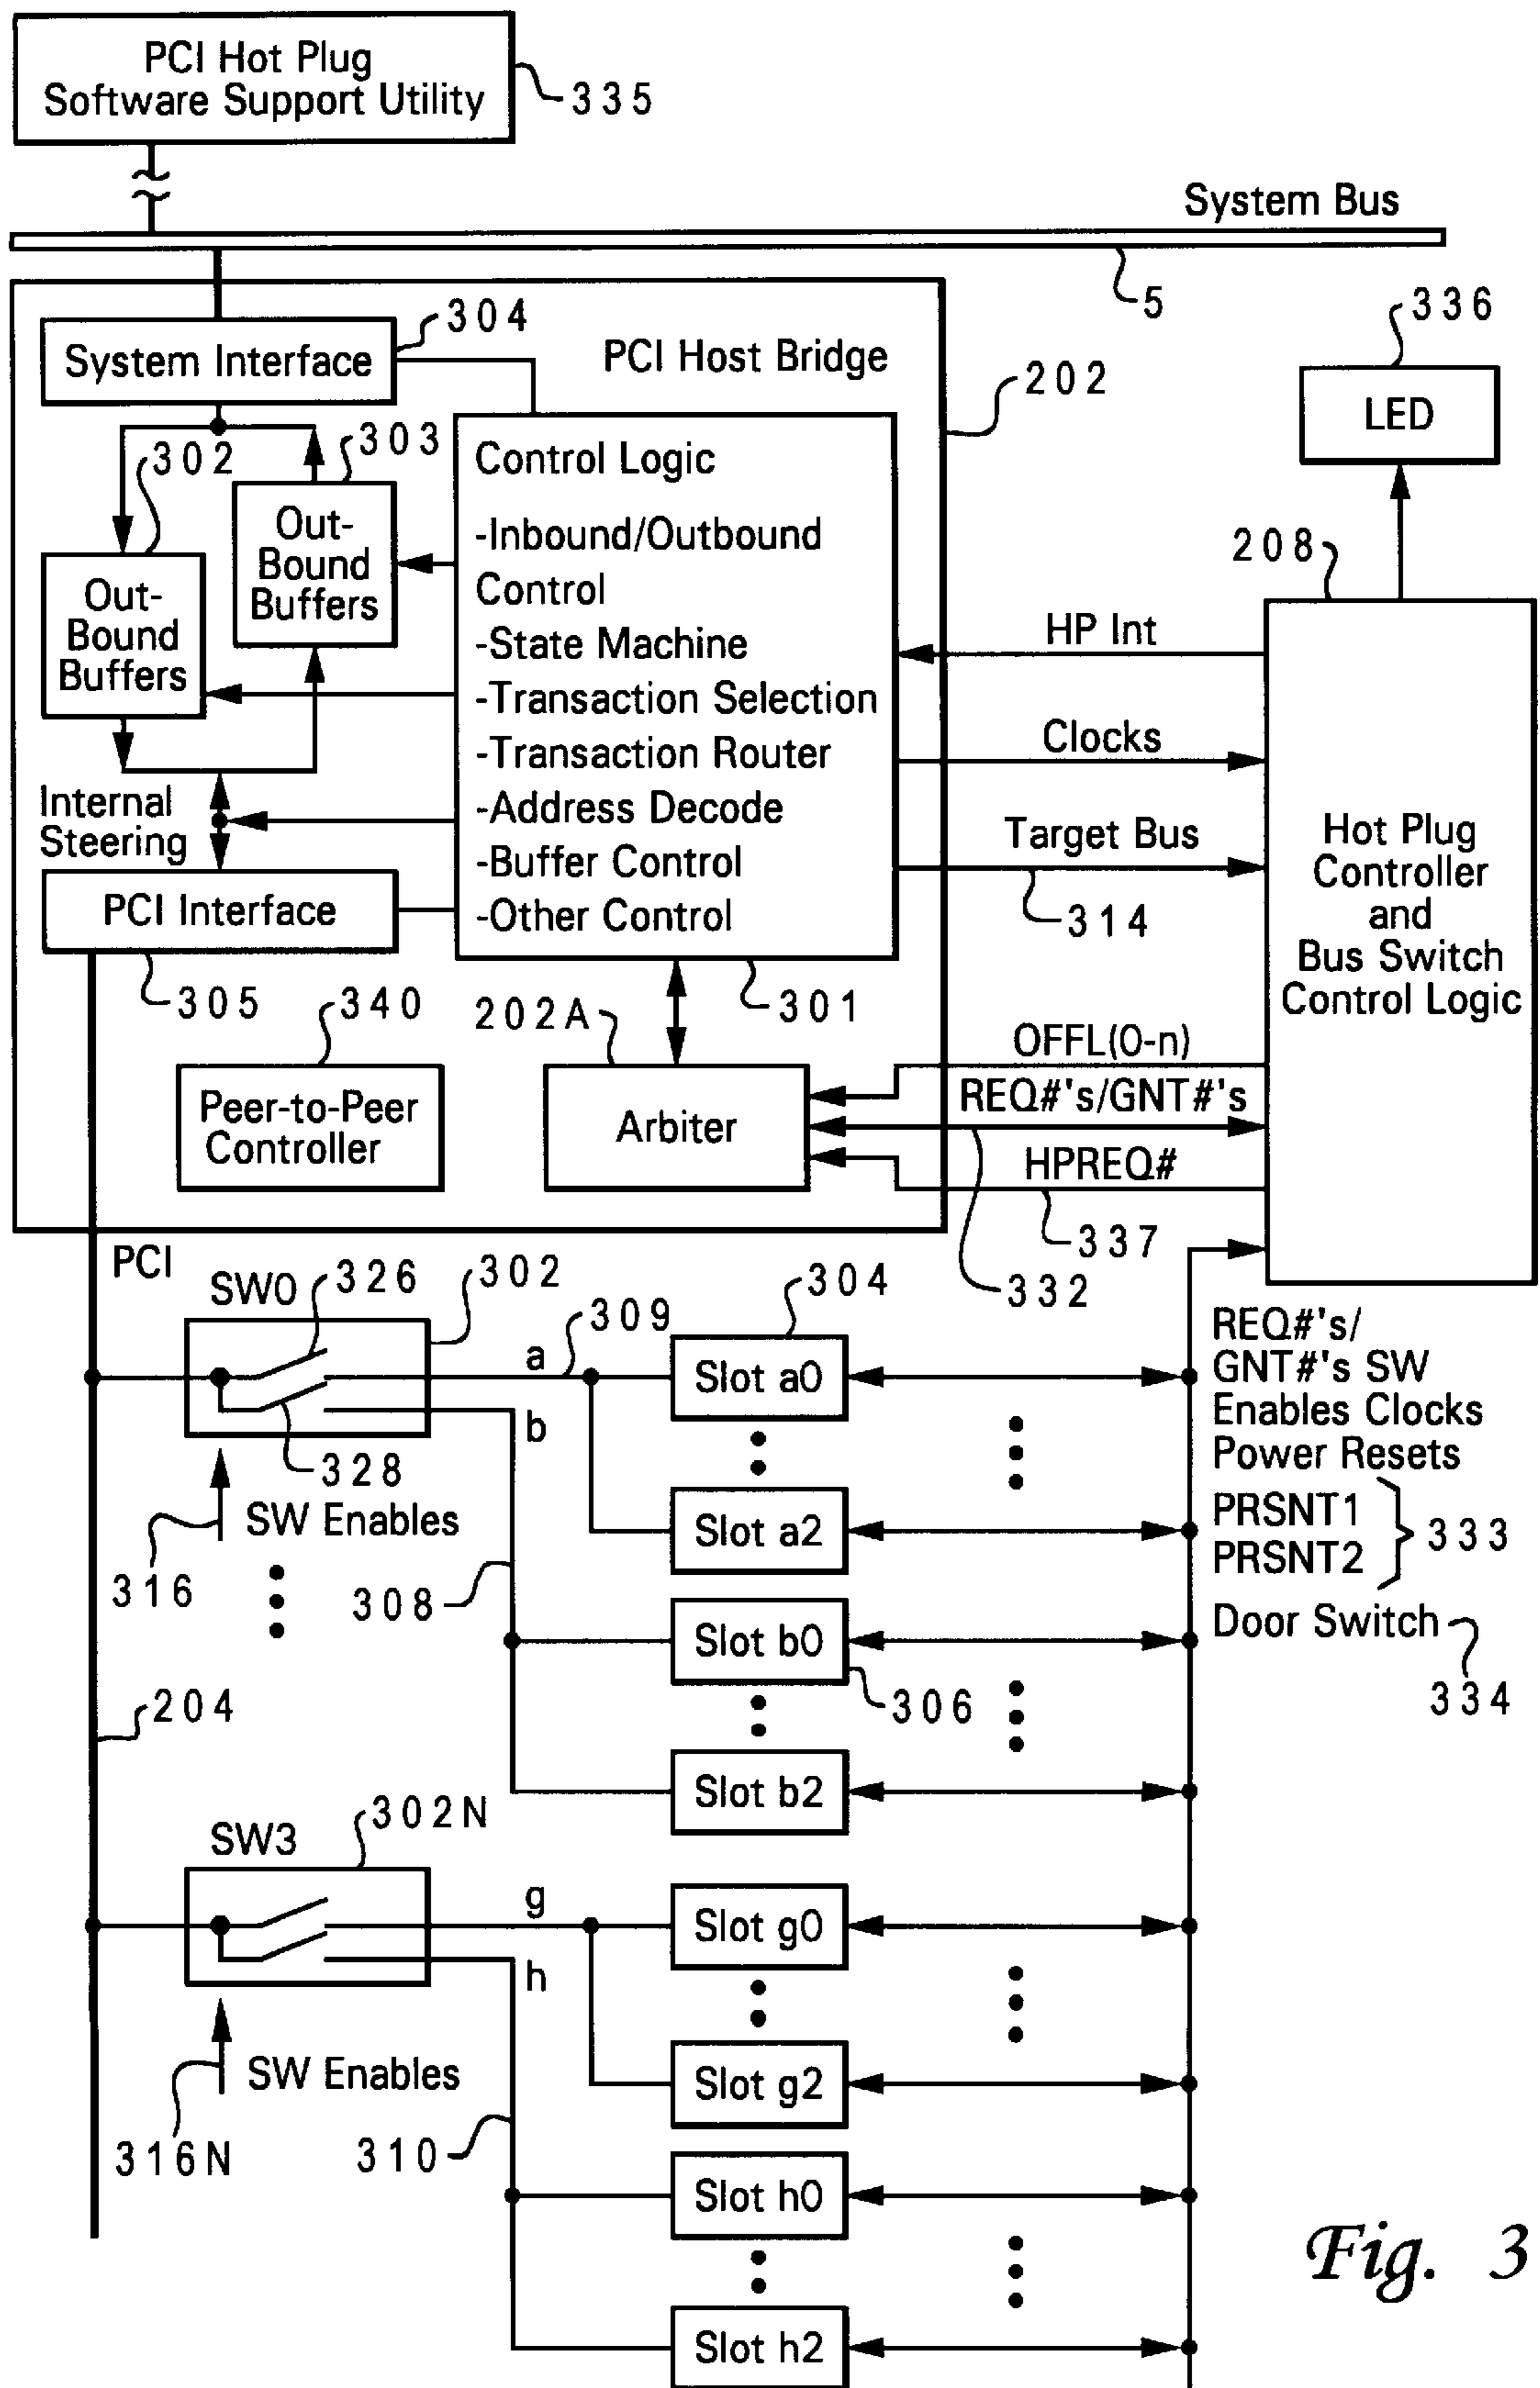 PCI Hot Plug
Software Support Utility
335
System Bus
5
304
System Interface
PCI Host Bridge
202
336
LED
302
303
Out-
Bound
Buffers
Out-
Bound
Buffers
Control Logic
-Inbound/Outbound
Control
-State Machine
-Transaction Selection
-Transaction Router
-Address Decode
-Buffer Control
-Other Control
208
HP Int
Clocks
Target Bus
314
Hot Plug
Controller
and
Bus Switch
Control Logic
Internal
Steering
PCI Interface
305
340
202A
301
Peer-to-Peer
Controller
Arbiter
OFFL(0-n)
REQ#'s/GNT#'s
HPREQ#
337
332
PCI
SW0
326
302
309
304
a
b
328
316
SW Enables
308
Slot a0
Slot a2
Slot b0
306
Slot b2
REQ#'s/
GNT#'s SW
Enables Clocks
Power Resets
PRSNT1
PRSNT2
333
Door Switch
334
204
SW3
302N
g
h
316N
SW Enables
310
Slot g0
Slot g2
Slot h0
Slot h2
Fig. 3